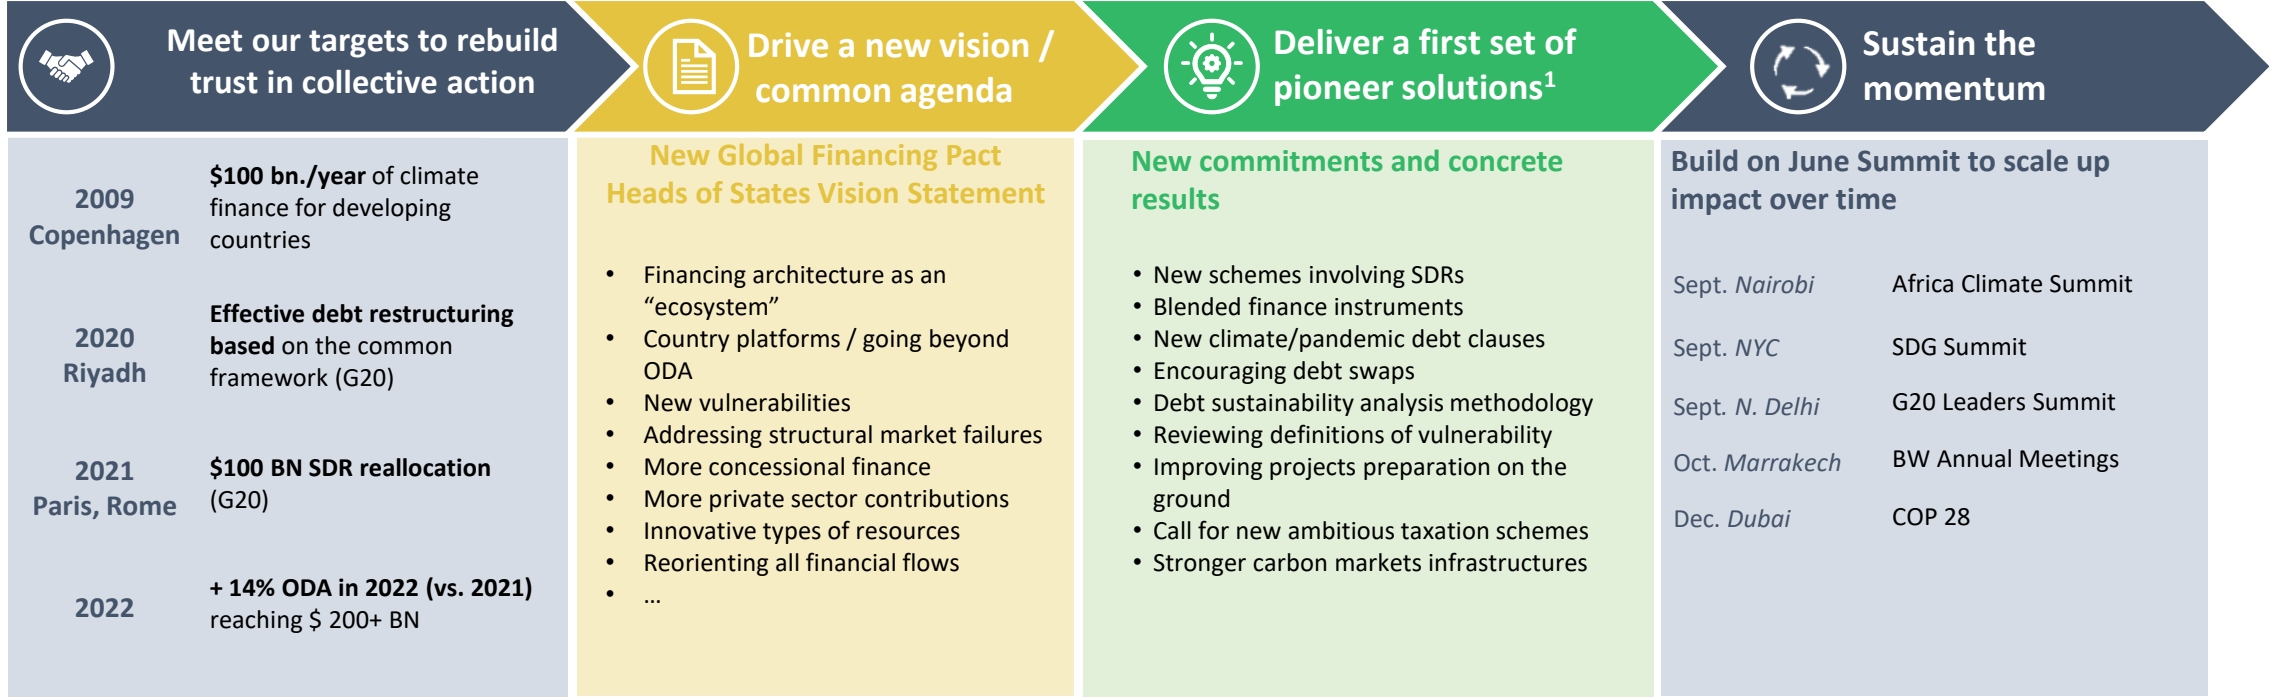 Meet our targets to rebuild
trust in collective action
Drive a new vision /
common agenda
Deliver a first set of
pioneer solutions¹
Sustain the
momentum
2009
Copenhagen
$100 bn./year of climate
finance for developing
countries
2020
Riyadh
Effective debt restructuring
based on the common
framework (G20)
2021
Paris, Rome
$100 BN SDR reallocation
(G20)
2022
+ 14% ODA in 2022 (vs. 2021)
reaching $ 200+ BN
New Global Financing Pact
Heads of States Vision Statement
• Financing architecture as an
“ecosystem”
• Country platforms / going beyond
ODA
• New vulnerabilities
• Addressing structural market failures
• More concessional finance
• More private sector contributions
• Innovative types of resources
• Reorienting all financial flows
• ...
New commitments and concrete
results
• New schemes involving SDRs
• Blended finance instruments
• New climate/pandemic debt clauses
• Encouraging debt swaps
• Debt sustainability analysis methodology
• Reviewing definitions of vulnerability
• Improving projects preparation on the
ground
• Call for new ambitious taxation schemes
• Stronger carbon markets infrastructures
Build on June Summit to scale up
impact over time
Sept. Nairobi Africa Climate Summit
Sept. NYC SDG Summit
Sept. N. Delhi G20 Leaders Summit
Oct. Marrakech BW Annual Meetings
Dec. Dubai COP 28